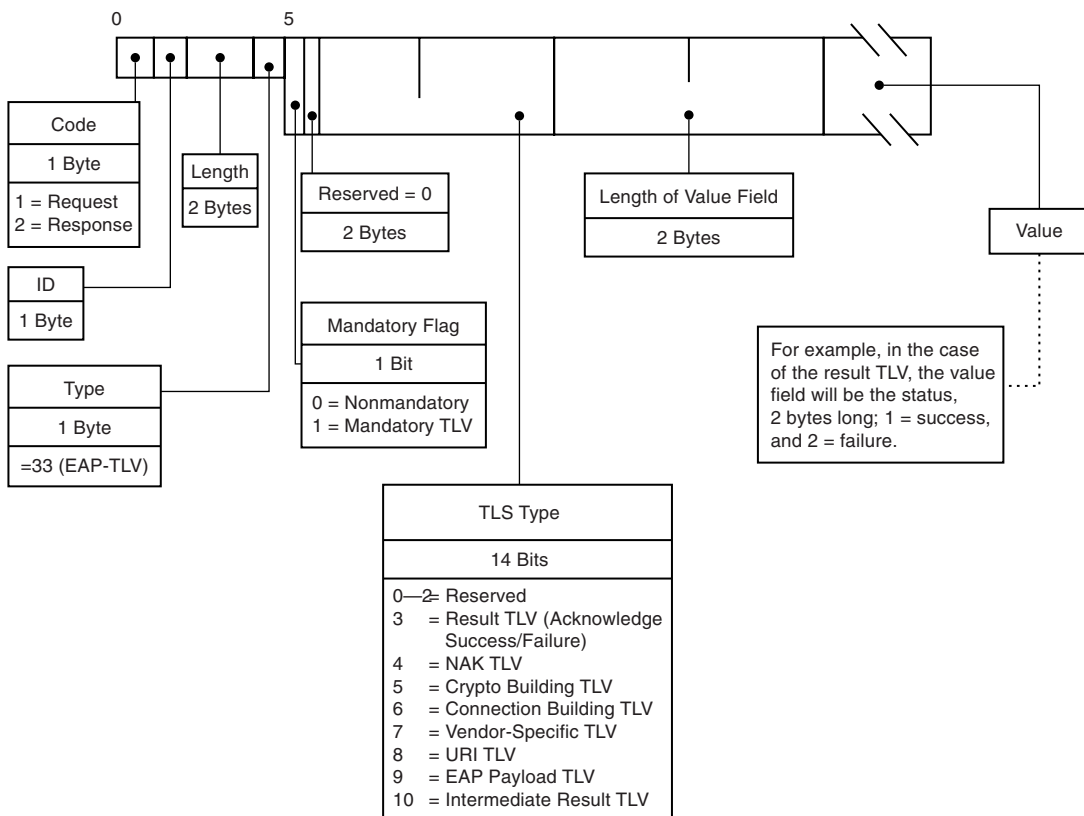 0
5
Code
1 Byte
1 = Request
2 = Response
Length
2 Bytes
Reserved = 0
2 Bytes
Length of Value Field
2 Bytes
Value
ID
1 Byte
Mandatory Flag
1 Bit
0 = Nonmandatory
1 = Mandatory TLV
For example, in the case
of the result TLV, the value
field will be the status,
2 bytes long; 1 = success,
and 2 = failure.
Type
1 Byte
=33 (EAP-TLV)
TLS Type
14 Bits
0—2= Reserved
3 = Result TLV (Acknowledge
Success/Failure)
4 = NAK TLV
5 = Crypto Building TLV
6 = Connection Building TLV
7 = Vendor-Specific TLV
8 = URI TLV
9 = EAP Payload TLV
10 = Intermediate Result TLV